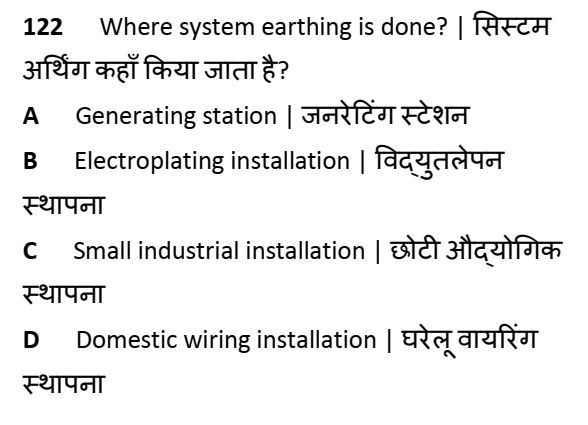 122 Where system earthing is done? | सिस्टम
अर्थिंग कहाँ किया जाता है?
A Generating station | जनरेटिंग स्टेशन
B Electroplating installation | विद्युतलेपन
स्थापना
C Small industrial installation | छोटी औद्योगिक
स्थापना
D Domestic wiring installation | घरेलू वायरिंग
स्थापना